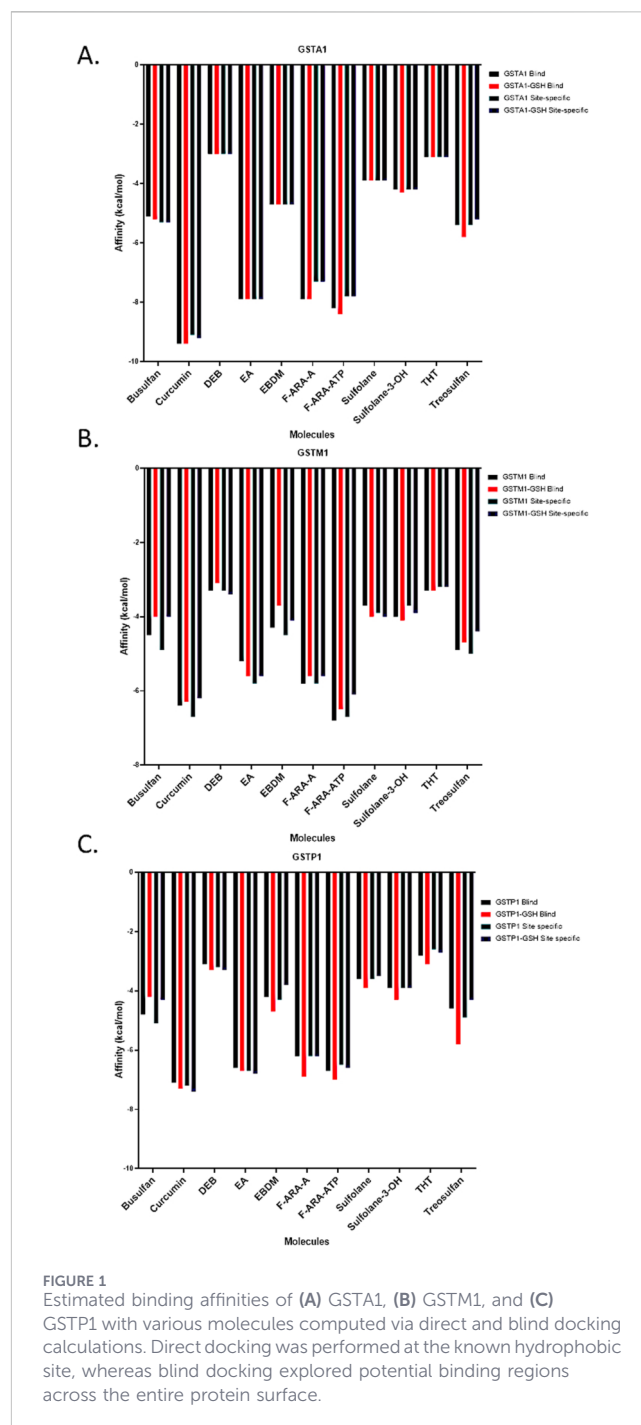 A.
GSTA1
0
-2
-4
-6
-8
-10
Affinity (kcal/mol)
GSTA1 Blind
GSTA1-GSH Blind
GSTA1 Site-specific
GSTA1-GSH Site-specific
Busulfan
Curcumin
DEB
EA
EBDM
F-ARA-A
F-ARA-ATP
Sulfolane
Sulfolane-3-OH
THT
Treosulfan
Molecules
B.
GSTM1
0
-2
-4
-6
-8
Affinity (kcal/mol)
GSTM1 Blind
GSTM1-GSH Blind
GSTM1 Site-specific
GSTM1-GSH Site-specific
Busulfan
Curcumin
DEB
EA
EBDM
F-ARA-A
F-ARA-ATP
Sulfolane
Sulfolane-3-OH
THT
Treosulfan
Molecules
C.
GSTP1
0
-2
-4
-6
-8
-10
Affinity (kcal/mol)
GSTP1 Blind
GSTP1-GSH Blind
GSTP1 Site specific
GSTP1-GSH Site specific
Busulfan
Curcumin
DEB
EA
EBDM
F-ARA-A
F-ARA-ATP
Sulfolane
Sulfolane-3-OH
THT
Treosulfan
Molecules
FIGURE 1
Estimated binding affinities of (A) GSTA1, (B) GSTM1, and (C)
GSTP1 with various molecules computed via direct and blind docking
calculations. Direct docking was performed at the known hydrophobic
site, whereas blind docking explored potential binding regions
across the entire protein surface.